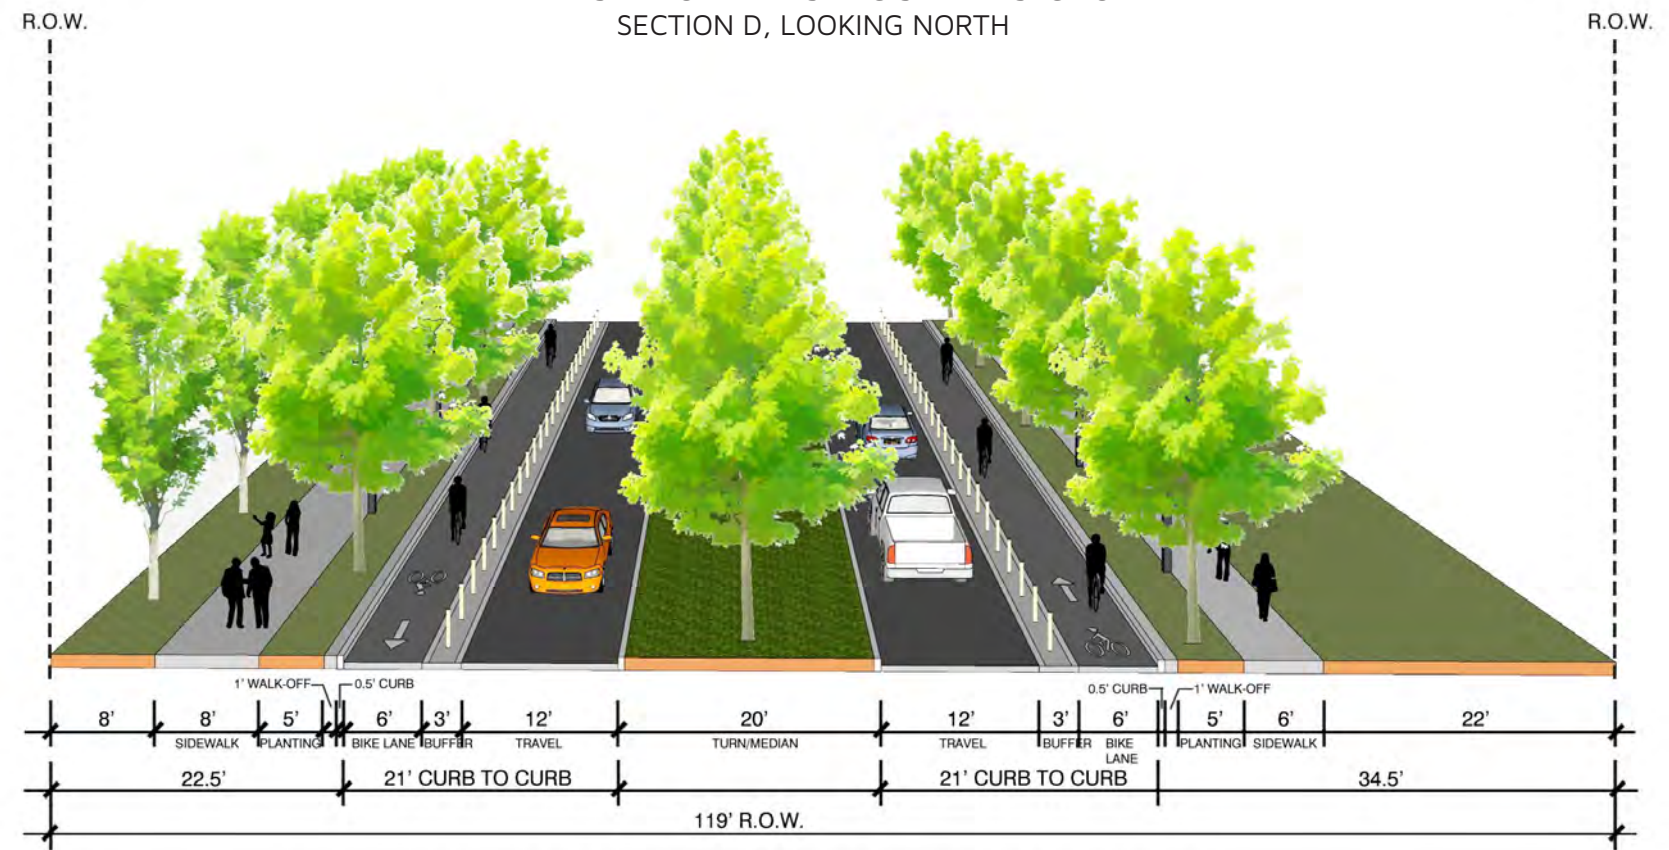 SECTION D, LOOKING NORTH
R.O.W. R.O.W.
1' WALK-OFF 0.5' CURB 0.5' CURB 1' WALK-OFF
8' 8' 5' 6' 3' 12' 20' 12' 3' 6' 5' 6' 22'
SIDEWALK PLANTING BIKE LANE BUFFER TRAVEL TURN/MEDIAN TRAVEL BUFFER BIKE PLANTING SIDEWALK
LANE
22.5' 21' CURB TO CURB 21' CURB TO CURB 34.5'
119' R.O.W.